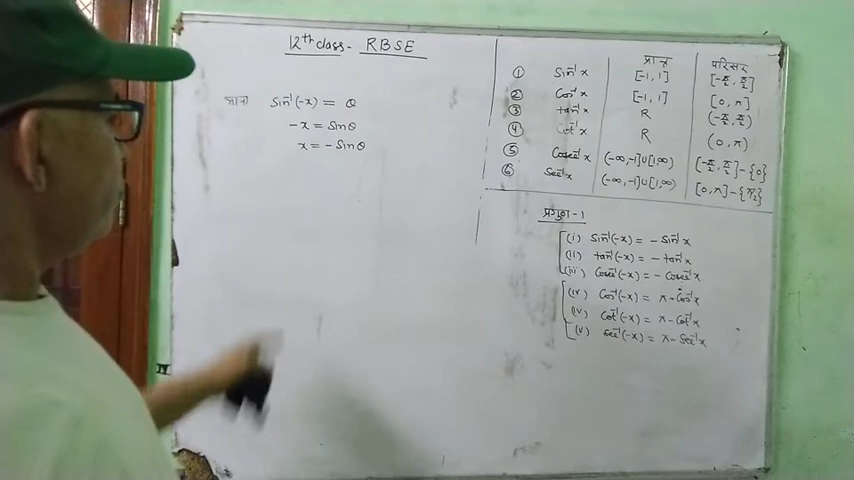 12th class - RBSE
माना sin⁻¹(-x) = θ
-x = sinθ
x = -sinθ
प्रान्त परिसर
① sin⁻¹x [-1, 1] [-π/2, π/2]
② cos⁻¹x [-1, 1] [0, π]
③ tan⁻¹x R (-π/2, π/2)
④ cot⁻¹x R (0, π)
⑤ cosec⁻¹x (-∞, -1]∪[1, ∞) [-π/2, π/2] - {0}
⑥ sec⁻¹x (-∞, -1]∪[1, ∞) [0, π] - {π/2}
प्रगुण - 1
(i) sin⁻¹(-x) = - sin⁻¹x
(ii) tan⁻¹(-x) = - tan⁻¹x
(iii) cosec⁻¹(-x) = - cosec⁻¹x
(iv) cos⁻¹(-x) = π - cos⁻¹x
(iv) cot⁻¹(-x) = π - cot⁻¹x
(v) sec⁻¹(-x) = π - sec⁻¹x